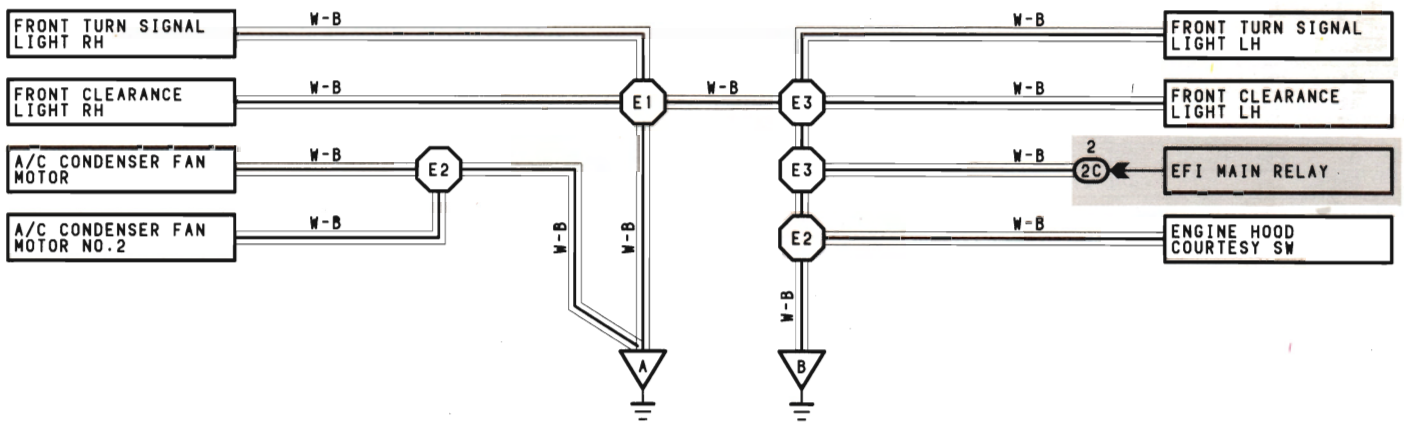 FRONT TURN SIGNAL
LIGHT RH
W-B
W-B
FRONT TURN SIGNAL
LIGHT LH
FRONT CLEARANCE
LIGHT RH
W-B
E1
W-B
E3
W-B
FRONT CLEARANCE
LIGHT LH
A/C CONDENSER FAN
MOTOR
W-B
E2
E3
W-B
2
2C
EFI MAIN RELAY
A/C CONDENSER FAN
MOTOR NO.2
W-B
W-B
W-B
E2
W-B
ENGINE HOOD
COURTESY SW
W-B
A
B